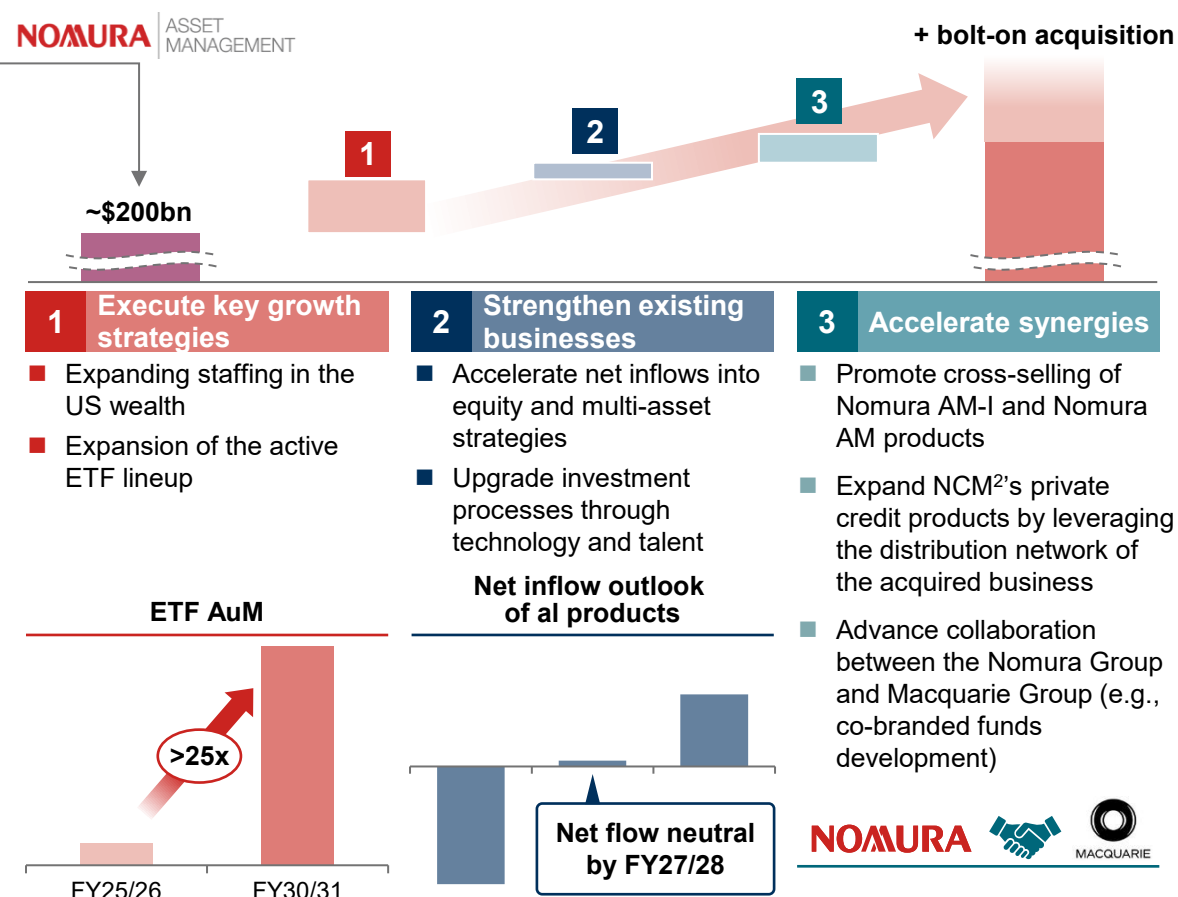 NOMURA
ASSET
MANAGEMENT
+ bolt-on acquisition
1
2
3
~$200bn
1
Execute key growth
strategies
Expanding staffing in the
US wealth
Expansion of the active
ETF lineup
ETF AuM
>25x
FY25/26
FY30/31
2
Strengthen existing
businesses
Accelerate net inflows into
equity and multi-asset
strategies
Upgrade investment
processes through
technology and talent
Net inflow outlook
of al products
Net flow neutral
by FY27/28
3
Accelerate synergies
Promote cross-selling of
Nomura AM-I and Nomura
AM products
Expand NCM²'s private
credit products by leveraging
the distribution network of
the acquired business
Advance collaboration
between the Nomura Group
and Macquarie Group (e.g.,
co-branded funds
development)
NOMURA
MACQUARIE